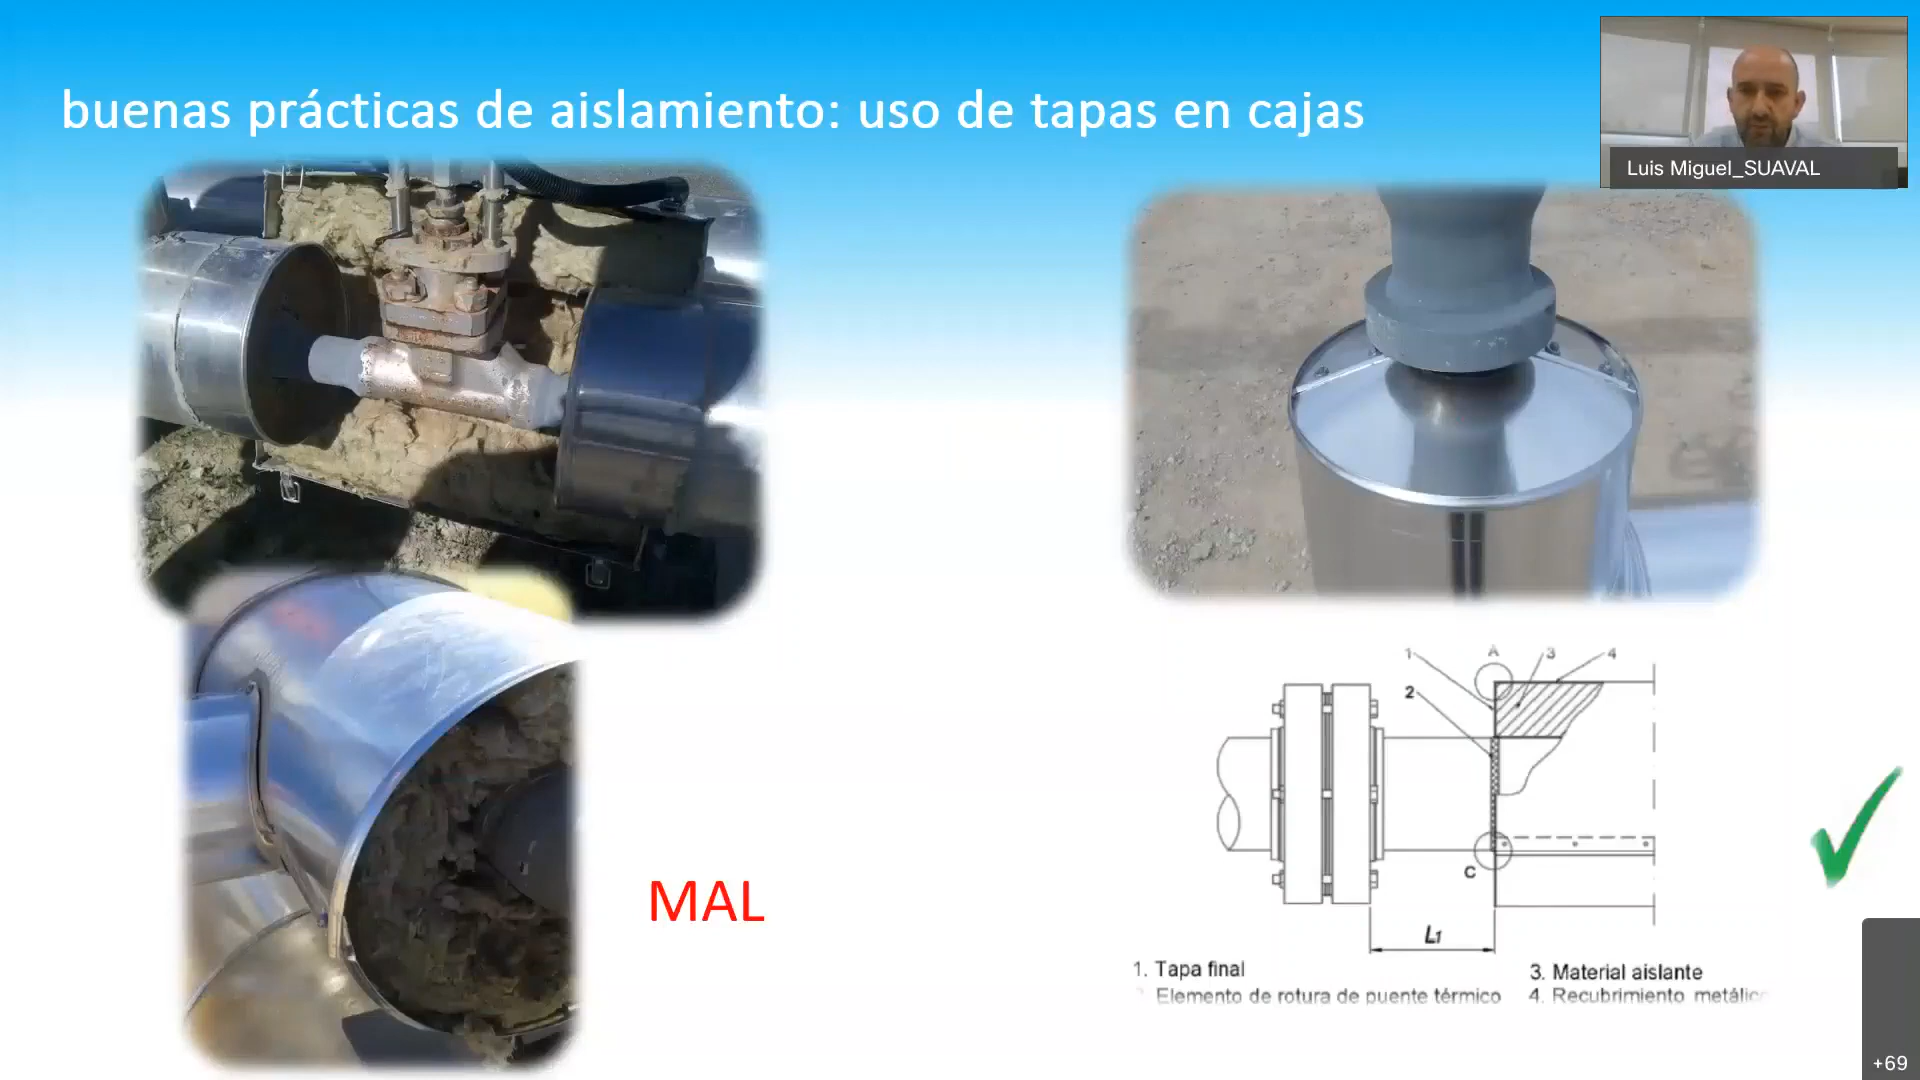 buenas prácticas de aislamiento: uso de tapas en cajas
Luis Miguel_SUAVAL
MAL
1 A 3 4
2
C
L1
1. Tapa final
Elemento de rotura de puente térmico
3. Material aislante
4. Recubrimiento metálico
+69